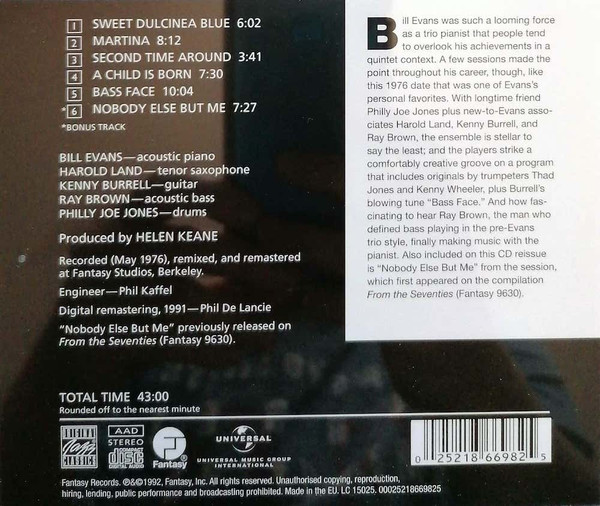 1 SWEET DULCINEA BLUE 6:02
2 MARTINA 8:12
3 SECOND TIME AROUND 3:41
4 A CHILD IS BORN 7:30
5 BASS FACE 10:04
*6 NOBODY ELSE BUT ME 7:27
*BONUS TRACK
BILL EVANS—acoustic piano
HAROLD LAND—tenor saxophone
KENNY BURRELL—guitar
RAY BROWN—acoustic bass
PHILLY JOE JONES—drums
Produced by HELEN KEANE
Recorded (May 1976), remixed, and remastered
at Fantasy Studios, Berkeley.
Engineer—Phil Kaffel
Digital remastering, 1991—Phil De Lancie
“Nobody Else But Me” previously released on
From the Seventies (Fantasy 9630).
Bill Evans was such a looming force
as a trio pianist that people tend
to overlook his achievements in a
quintet context. A few sessions made the
point throughout his career, though, like
this 1976 date that was one of Evans's
personal favorites. With longtime friend
Philly Joe Jones plus new-to-Evans asso-
ciates Harold Land, Kenny Burrell, and
Ray Brown, the ensemble is stellar to
say the least; and the players strike a
comfortably creative groove on a program
that includes originals by trumpeters Thad
Jones and Kenny Wheeler, plus Burrell's
blowing tune “Bass Face.” And how fas-
cinating to hear Ray Brown, the man who
defined bass playing in the pre-Evans
trio style, finally making music with the
pianist. Also included on this CD reissue
is “Nobody Else But Me” from the session,
which first appeared on the compilation
From the Seventies (Fantasy 9630).
TOTAL TIME 43:00
Rounded off to the nearest minute
ORIGINAL JAZZ CLASSICS
AAD
STEREO
COMPACT
disc
DIGITAL AUDIO
Fantasy
UNIVERSAL
UNIVERSAL MUSIC GROUP
INTERNATIONAL
0 25218 66982 5
Fantasy Records. ℗&©1992, Fantasy, Inc. All rights reserved. Unauthorised copying, reproduction,
hiring, lending, public performance and broadcasting prohibited. Made in the EU. LC 15025. 00025218669825